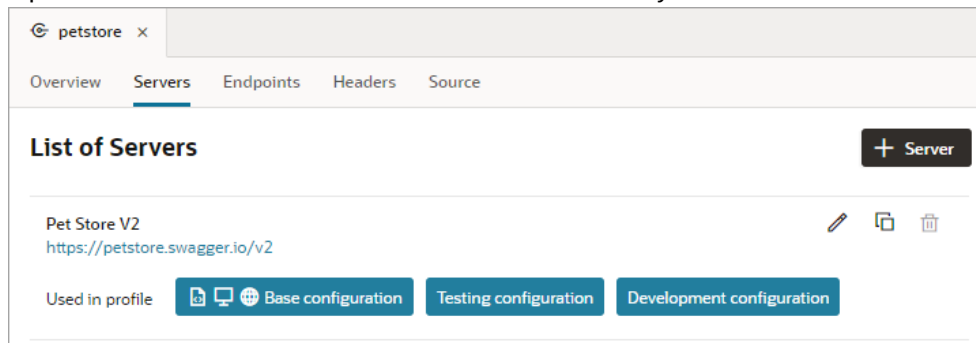 petstore ×
Overview Servers Endpoints Headers Source
List of Servers
+ Server
Pet Store V2
https://petstore.swagger.io/v2
Used in profile Base configuration Testing configuration Development configuration